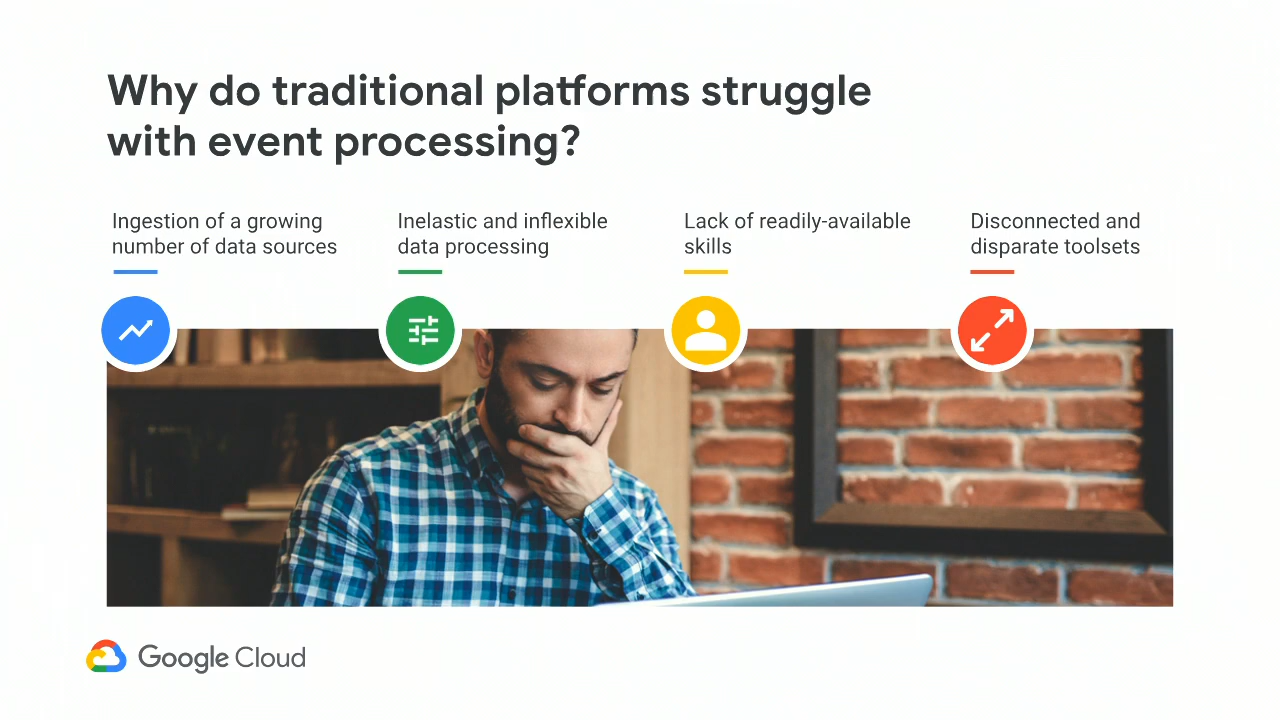 Why do traditional platforms struggle
with event processing?
Ingestion of a growing
number of data sources
Inelastic and inflexible
data processing
Lack of readily-available
skills
Disconnected and
disparate toolsets
Google Cloud